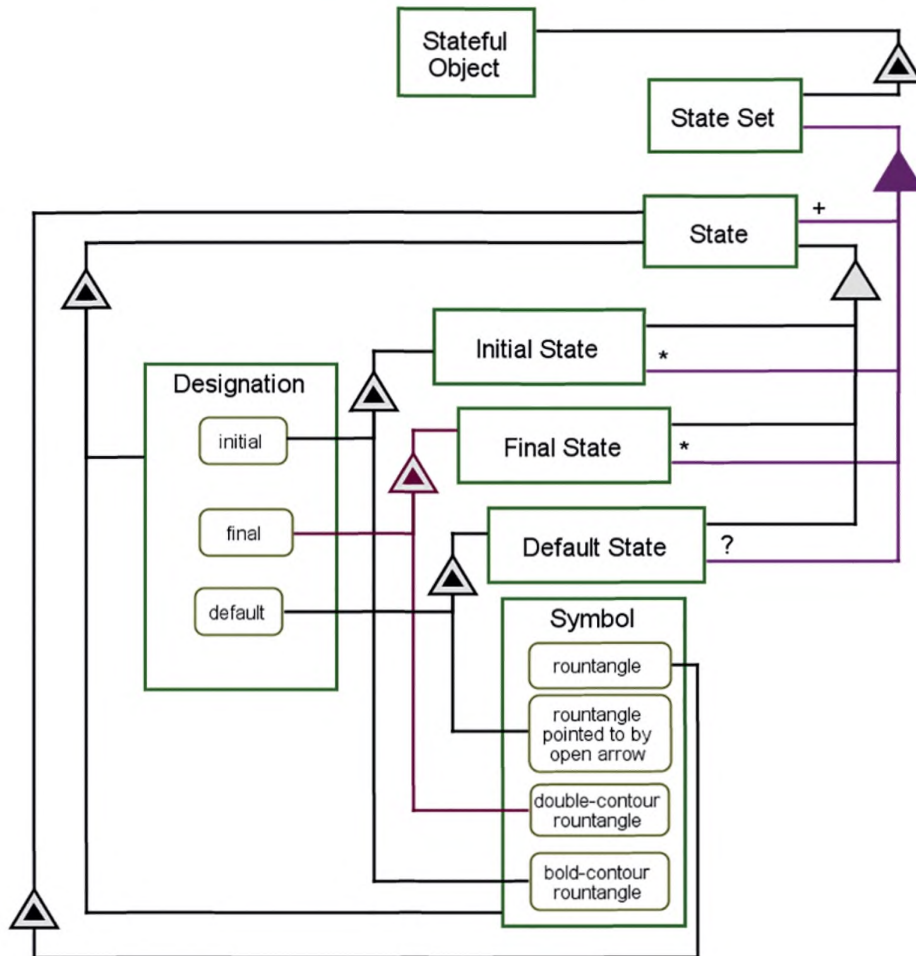 Stateful
Object
State Set
State
+
Initial State
*
Designation
initial
Final State
*
final
Default State
?
default
Symbol
rountangle
rountangle
pointed to by
open arrow
double-contour
rountangle
bold-contour
rountangle